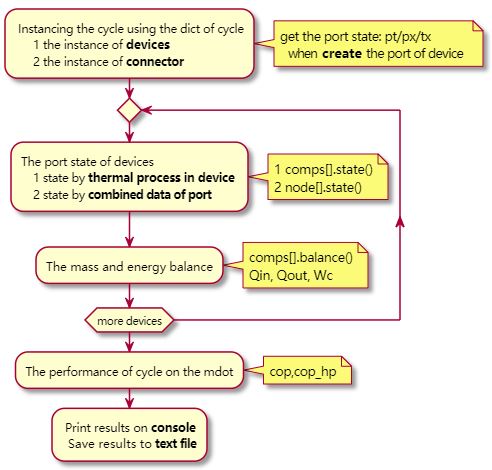 Instancing the cycle using the dict of cycle
1 the instance of devices
2 the instance of connector
get the port state: pt/px/tx
when create the port of device
The port state of devices
1 state by thermal process in device
2 state by combined data of port
1 comps[].state()
2 node[].state()
The mass and energy balance
comps[].balance()
Qin, Qout, Wc
more devices
The performance of cycle on the mdot
cop,cop_hp
Print results on console
Save results to text file